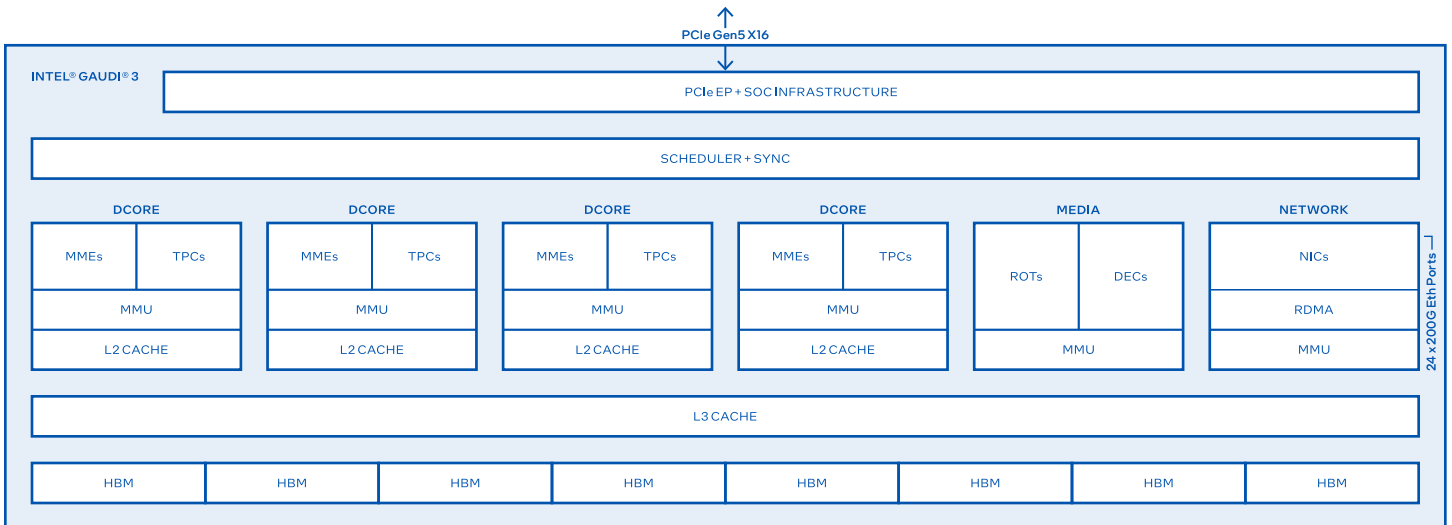 PCIe Gen5 X16
INTEL® GAUDI® 3
PCIe EP + SOC INFRASTRUCTURE
SCHEDULER + SYNC
DCORE
MMEs
TPCs
MMU
L2 CACHE
DCORE
MMEs
TPCs
MMU
L2 CACHE
DCORE
MMEs
TPCs
MMU
L2 CACHE
DCORE
MMEs
TPCs
MMU
L2 CACHE
MEDIA
ROTs
DECs
MMU
NETWORK
NICs
RDMA
MMU
24 x 200G Eth Ports
L3 CACHE
HBM
HBM
HBM
HBM
HBM
HBM
HBM
HBM